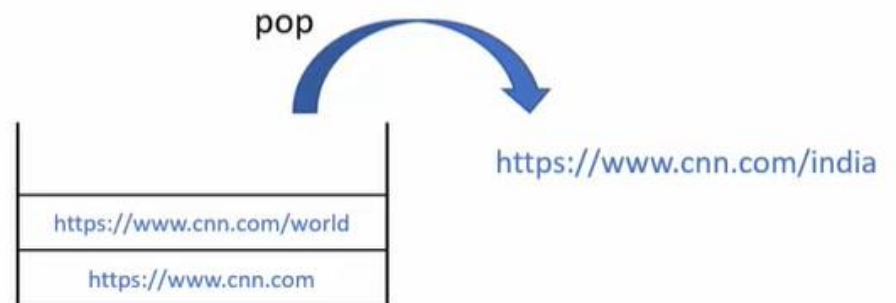 pop
https://www.cnn.com/india
https://www.cnn.com/world
https://www.cnn.com